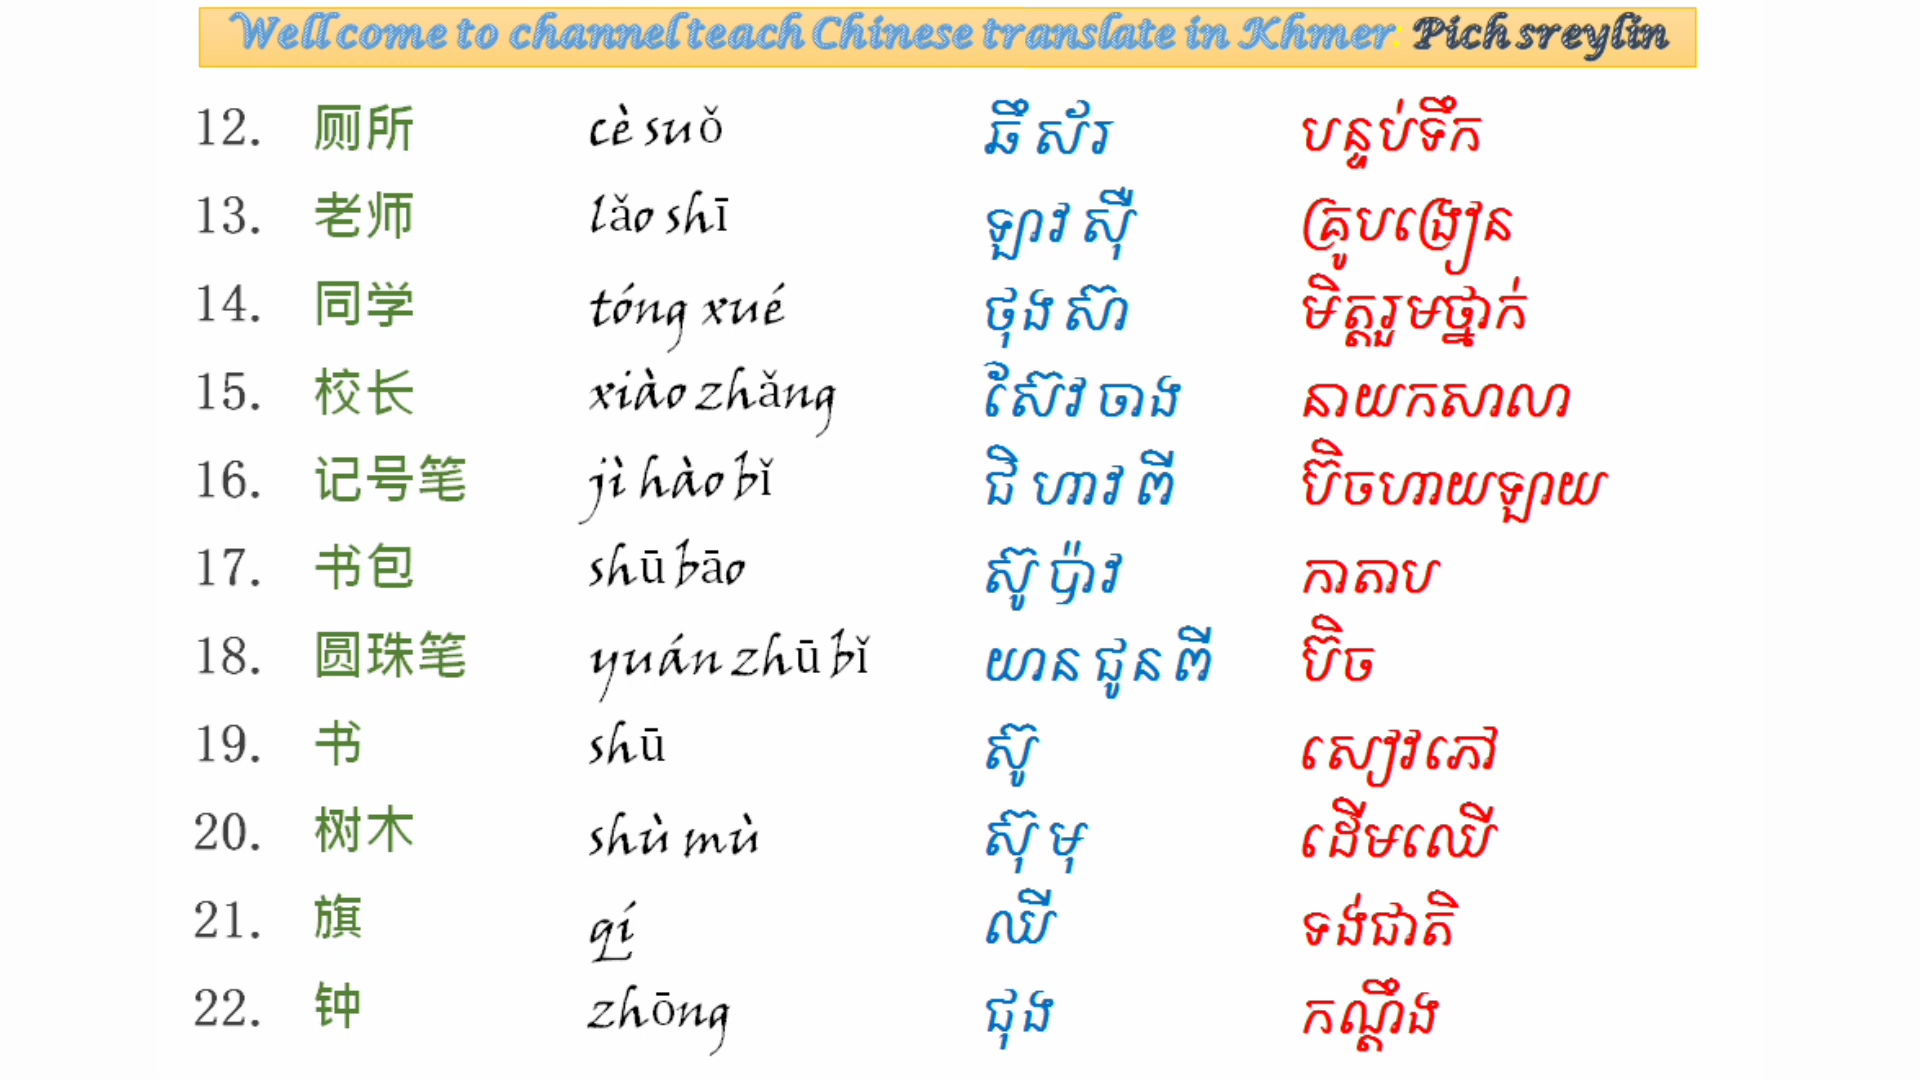 Wellcome to channel teach Chinese translate in Khmer: Pich sreylin
12. 厕所 cè suǒ ឆឺ ស័រ បន្ទប់ទឹក
13. 老师 lǎo shī ឡាវ ស៊ឺ គ្រូបង្រៀន
14. 同学 tóng xué ថុង ស៊ា មិត្តរួមថ្នាក់
15. 校长 xiào zhǎng ស៊ែវ ចាង នាយកសាលា
16. 记号笔 jì hào bǐ ជិ ហាវ ពី ប៊ិចហាយឡាយ
17. 书包 shū bāo ស៊ូ ប៉ាវ កាតាប
18. 圆珠笔 yuán zhū bǐ យាន ជូន ពី ប៊ិច
19. 书 shū ស៊ូ សៀវភៅ
20. 树木 shù mù ស៊ុ មុ ដើមឈើ
21. 旗 qí ឈី ទង់ជាតិ
22. 钟 zhōng ជុង កណ្ដឹង